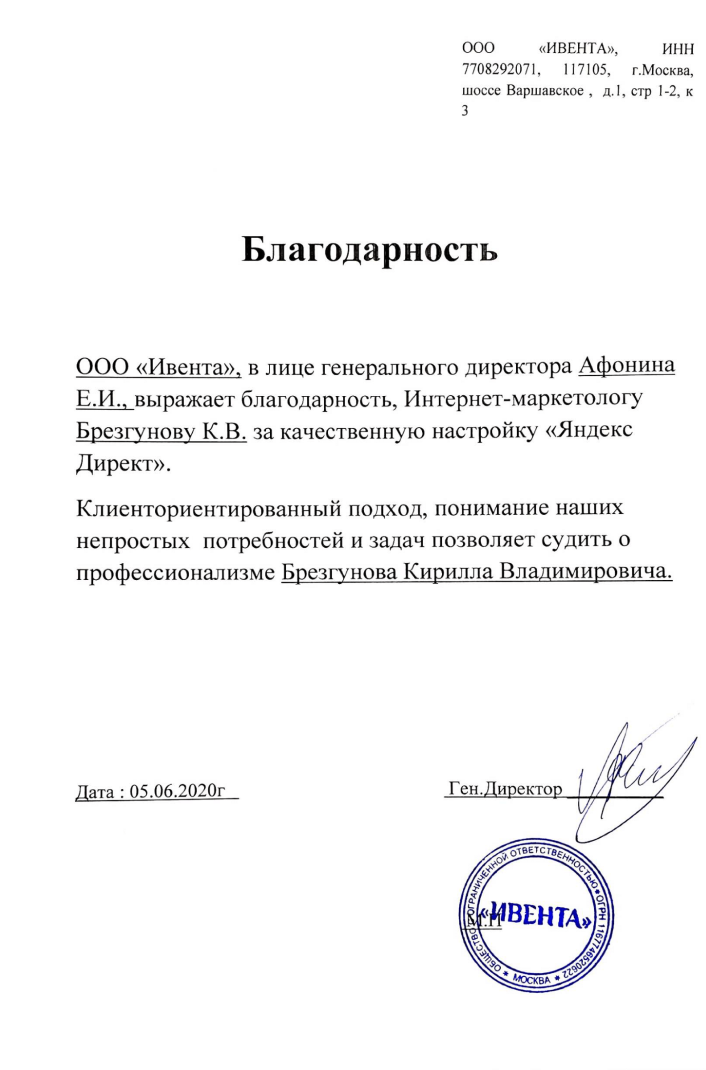 ООО «ИВЕНТА», ИНН
7708292071, 117105, г.Москва,
шоссе Варшавское , д.1, стр 1-2, к
3
Благодарность
ООО «Ивента», в лице генерального директора Афонина
Е.И., выражает благодарность, Интернет-маркетологу
Брезгунову К.В. за качественную настройку «Яндекс
Директ».
Клиенториентированный подход, понимание наших
непростых потребностей и задач позволяет судить о
профессионализме Брезгунова Кирилла Владимировича.
Дата : 05.06.2020г
Ген.Директор
М.П
ОБЩЕСТВО С ОГРАНИЧЕННОЙ ОТВЕТСТВЕННОСТЬЮ * ОГРН 1167746520622 * МОСКВА *
«ИВЕНТА»